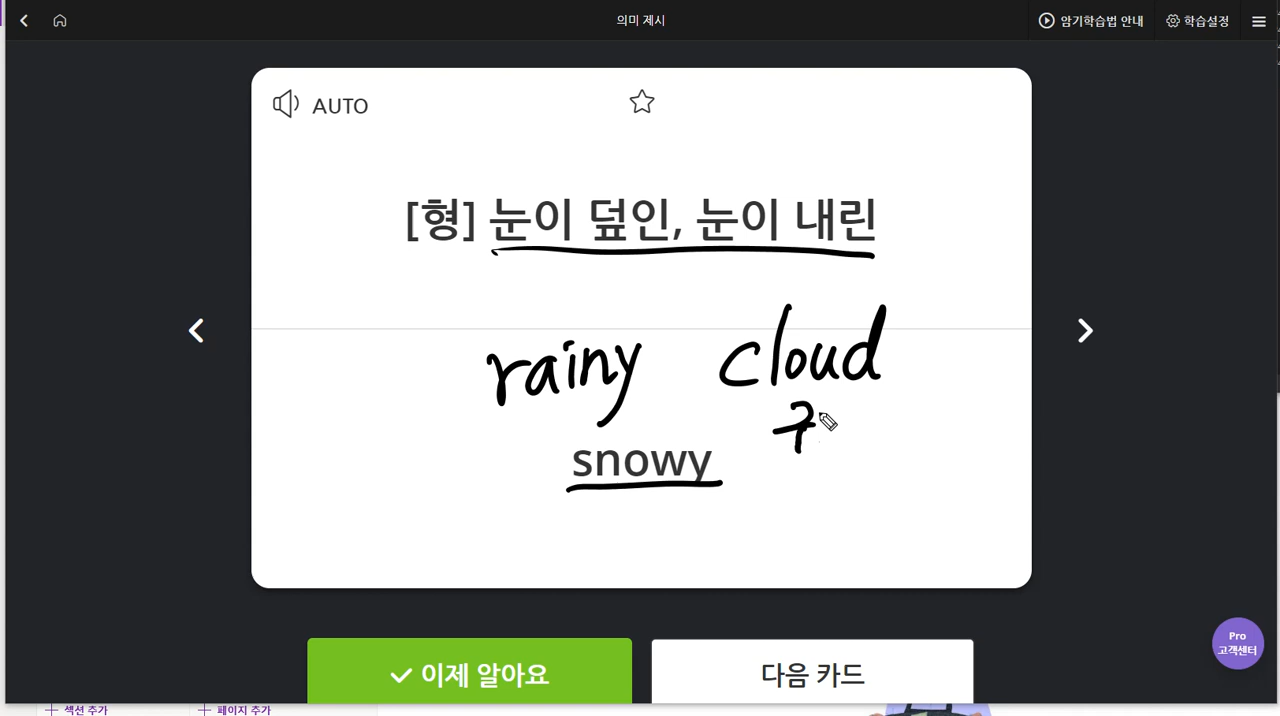 의미 제시
암기학습법 안내
학습설정
AUTO
[형] 눈이 덮인, 눈이 내린
rainy cloud
구
snowy
Pro
고객센터
이제 알아요
다음 카드
섹션 추가
페이지 추가